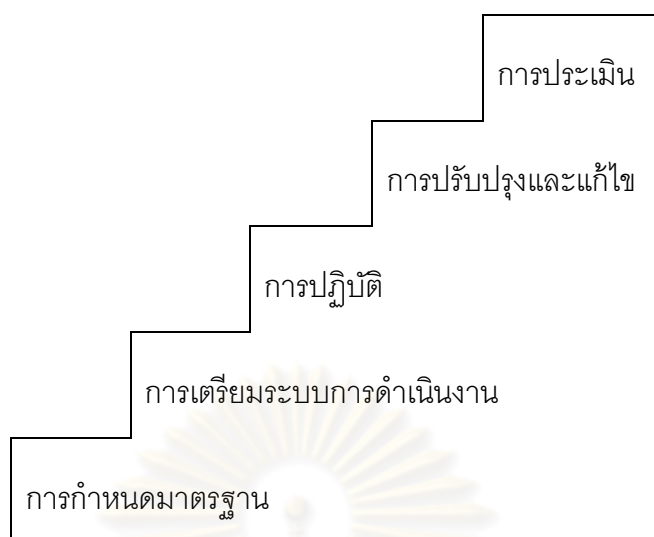 การประเมิน
การปรับปรุงและแก้ไข
การปฏิบัติ
การเตรียมระบบการดำเนินงาน
การกำหนดมาตรฐาน